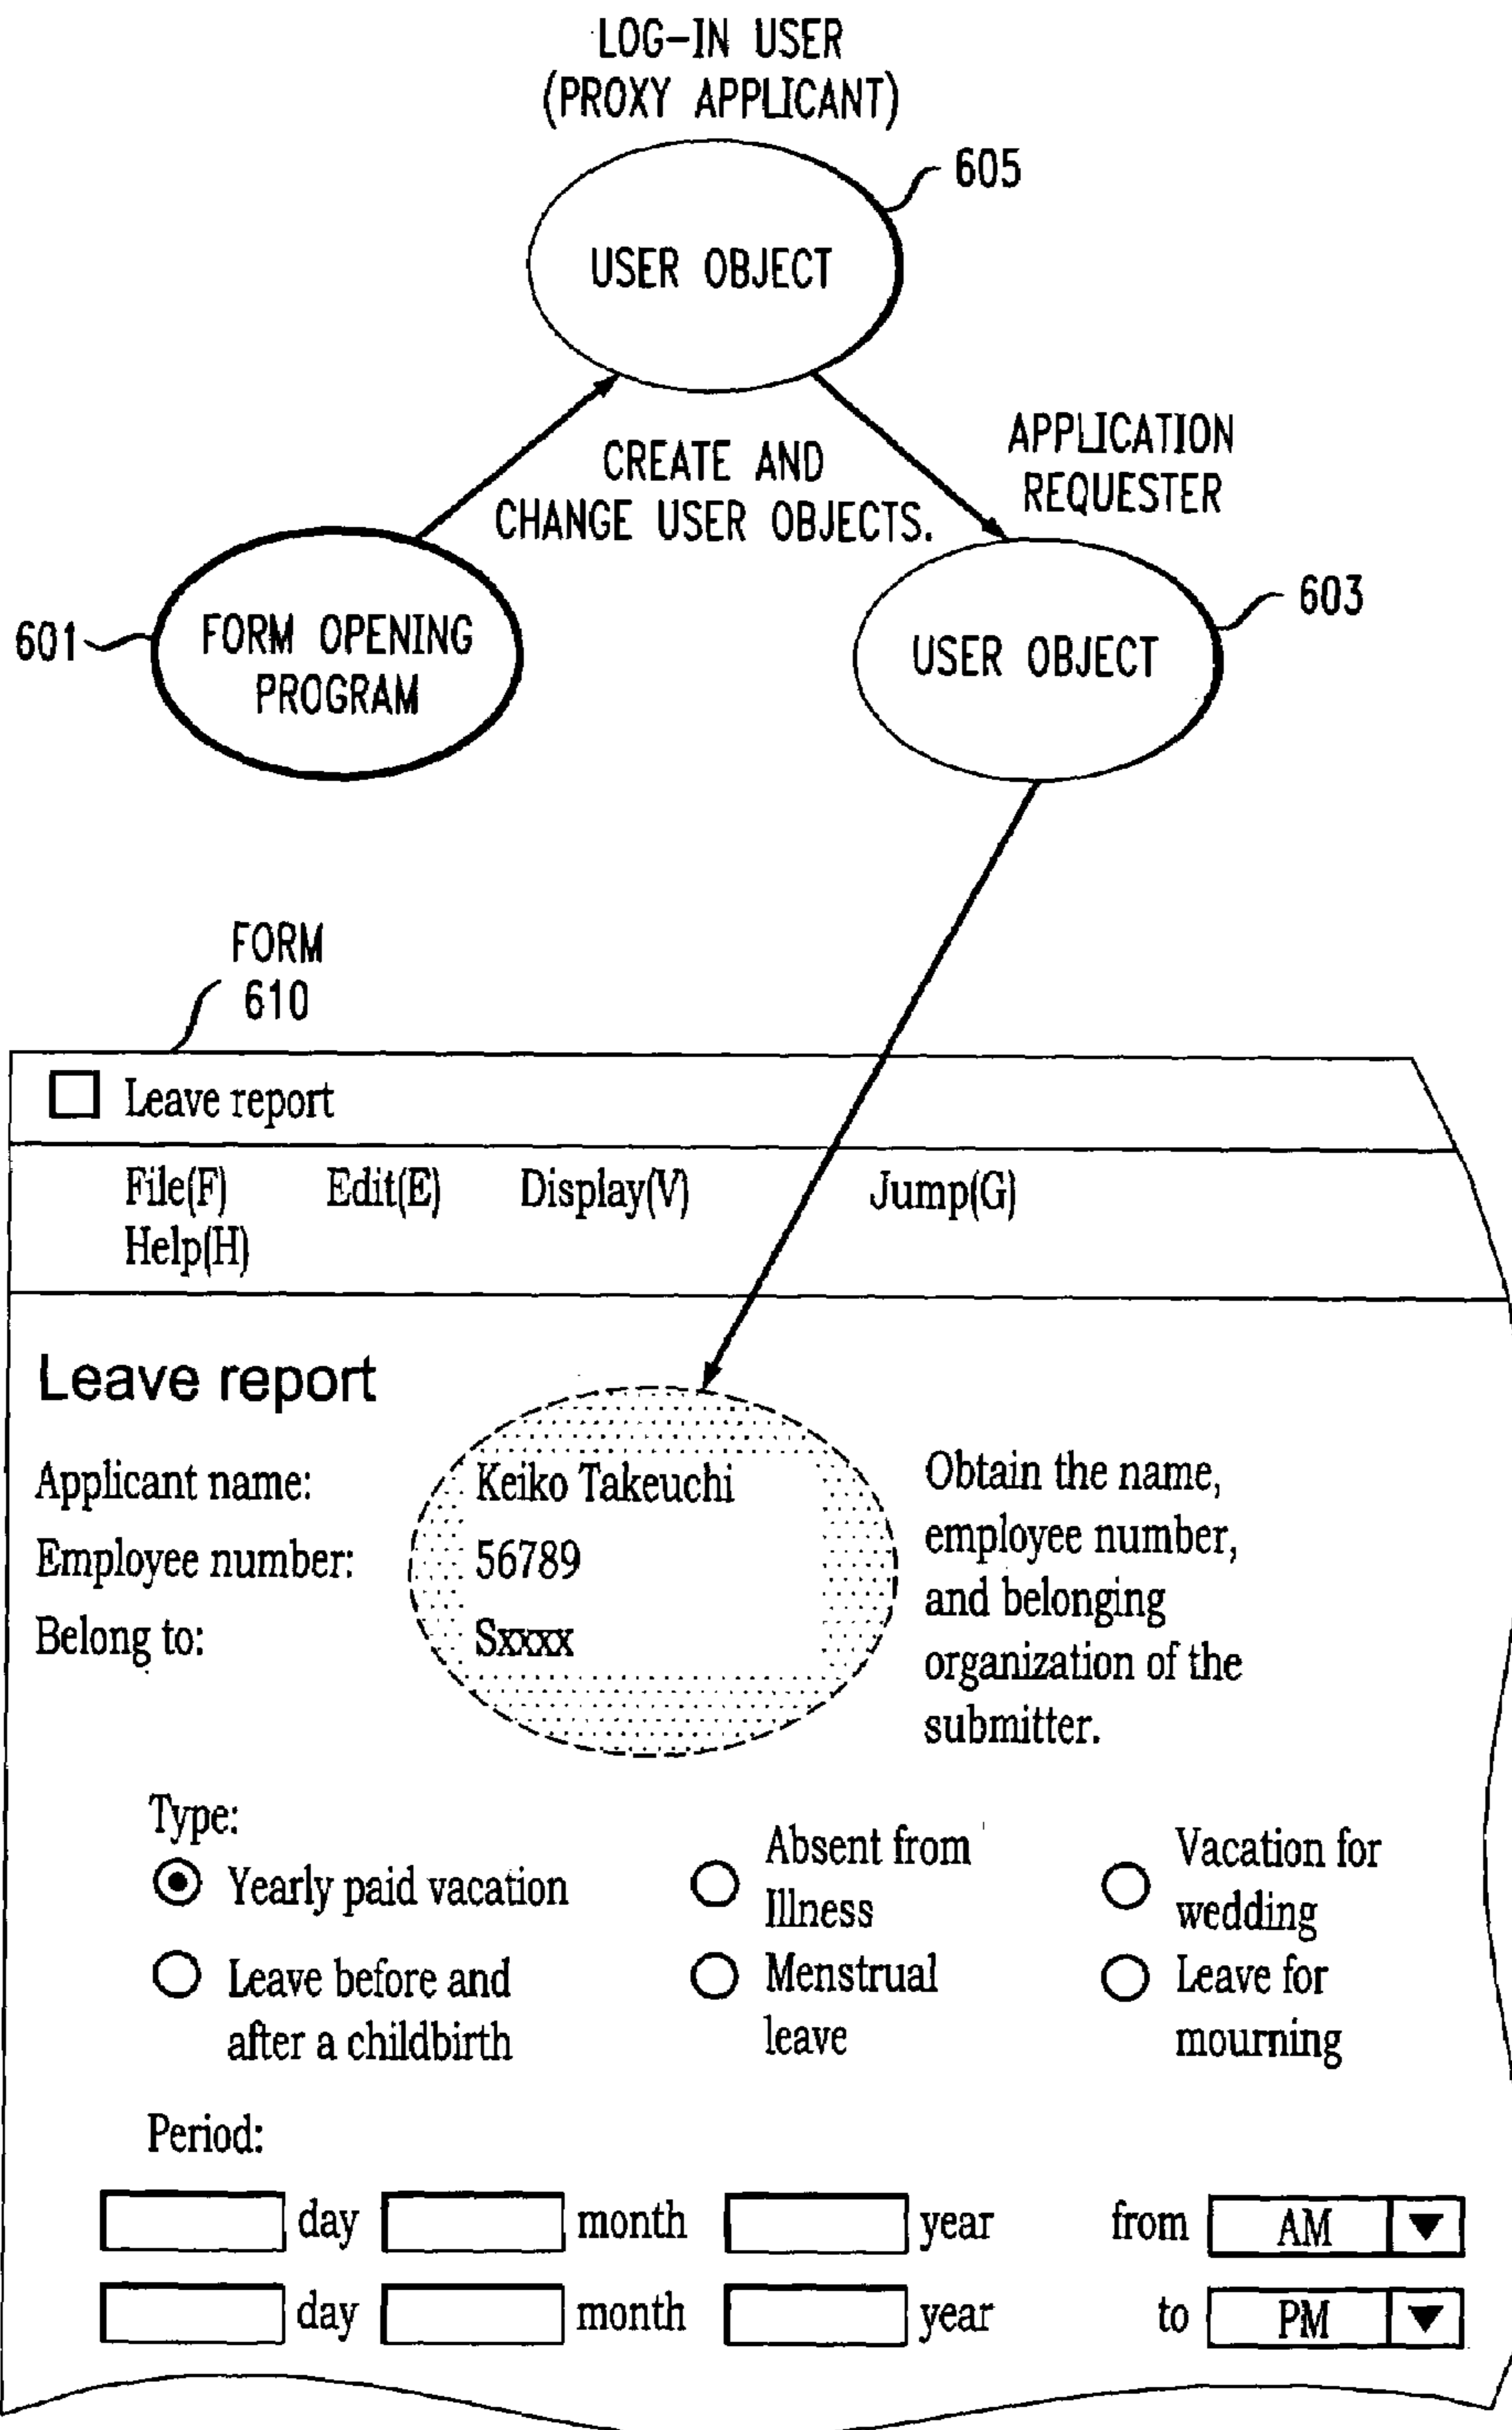 LOG-IN USER
(PROXY APPLICANT)
605
USER OBJECT
APPLICATION
REQUESTER
CREATE AND
CHANGE USER OBJECTS.
603
601
FORM OPENING
PROGRAM
USER OBJECT
FORM
610
Leave report
File(F) Edit(E) Display(V) Jump(G)
Help(H)
Leave report
Applicant name: Keiko Takeuchi
Employee number: 56789
Belong to: Sxxxx
Obtain the name,
employee number,
and belonging
organization of the
submitter.
Type:
Yearly paid vacation
Absent from
Illness
Vacation for
wedding
Leave before and
after a childbirth
Menstrual
leave
Leave for
mourning
Period:
day month year from AM
day month year to PM